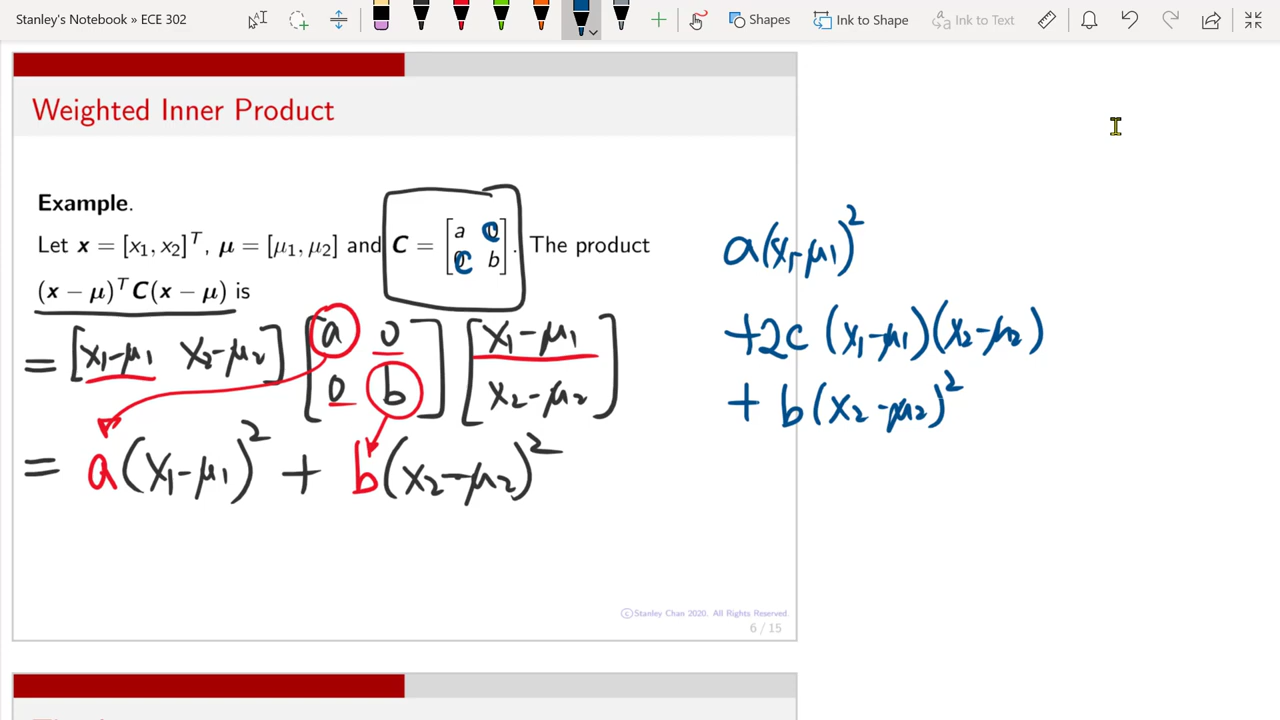 Stanley's Notebook » ECE 302
Shapes
Ink to Shape
Ink to Text
Weighted Inner Product
Example.
Let x = [x₁, x₂]ᵀ, μ = [μ₁, μ₂] and C = [a c; c b]. The product
(x − μ)ᵀC(x − μ) is
= [x₁−μ₁ x₂−μ₂] [a 0; 0 b] [x₁−μ₁; x₂−μ₂]
= a(x₁−μ₁)² + b(x₂−μ₂)²
a(x₁−μ₁)²
+2c (x₁−μ₁)(x₂−μ₂)
+ b(x₂−μ₂)²
©Stanley Chan 2020. All Rights Reserved.
6 / 15